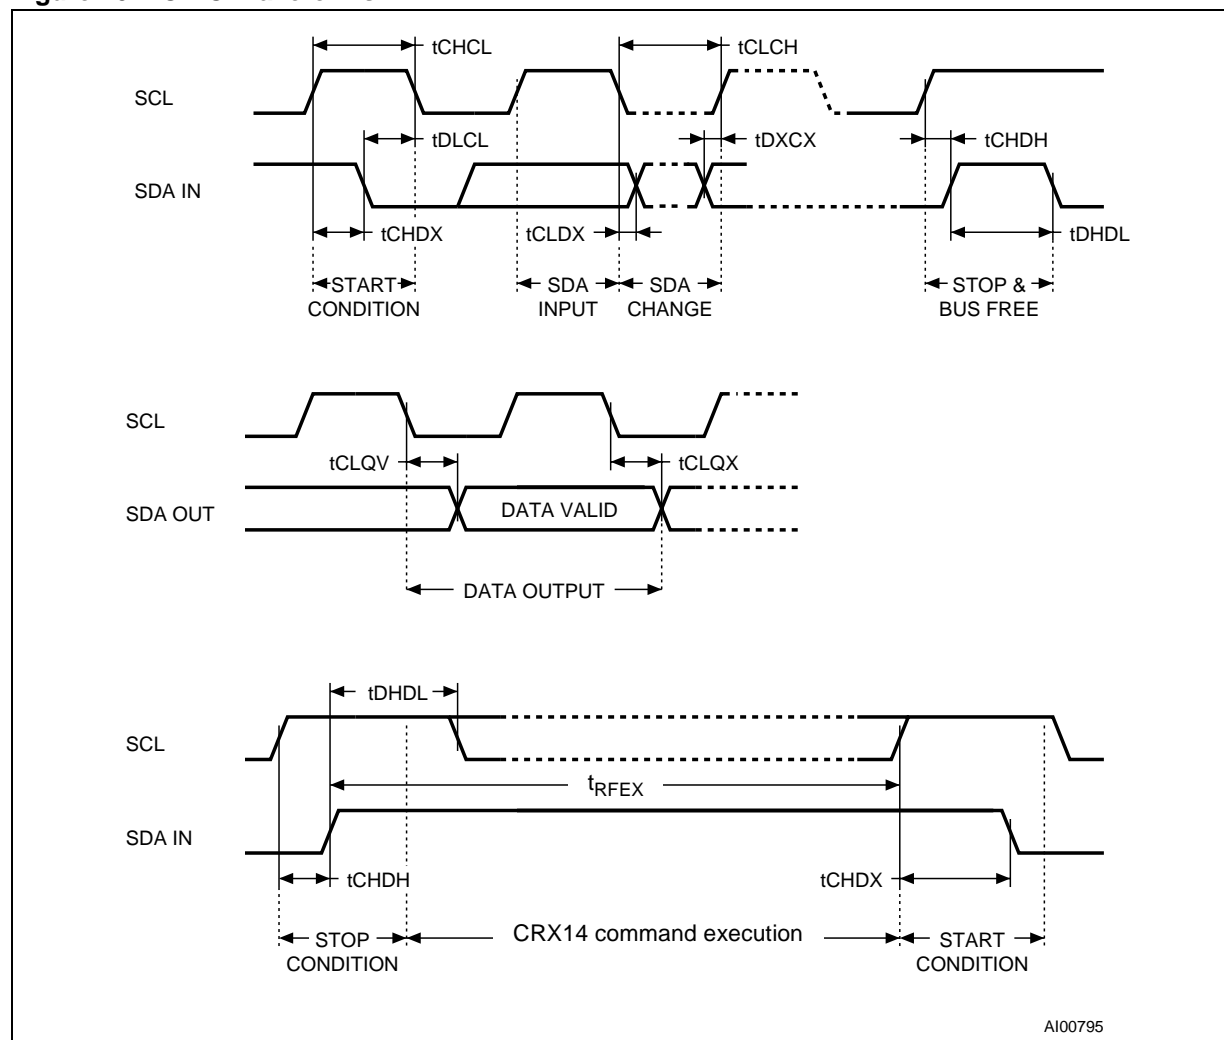 tCHCL
tCLCH
SCL
tDLCL
tDXCX
tCHDH
SDA IN
tCHDX
tCLDX
tDHDL
START
CONDITION
SDA
INPUT
SDA
CHANGE
STOP &
BUS FREE
SCL
tCLQV
tCLQX
SDA OUT
DATA VALID
DATA OUTPUT
tDHDL
SCL
tRFEX
SDA IN
tCHDH
tCHDX
STOP
CONDITION
CRX14 command execution
START
CONDITION
AI00795